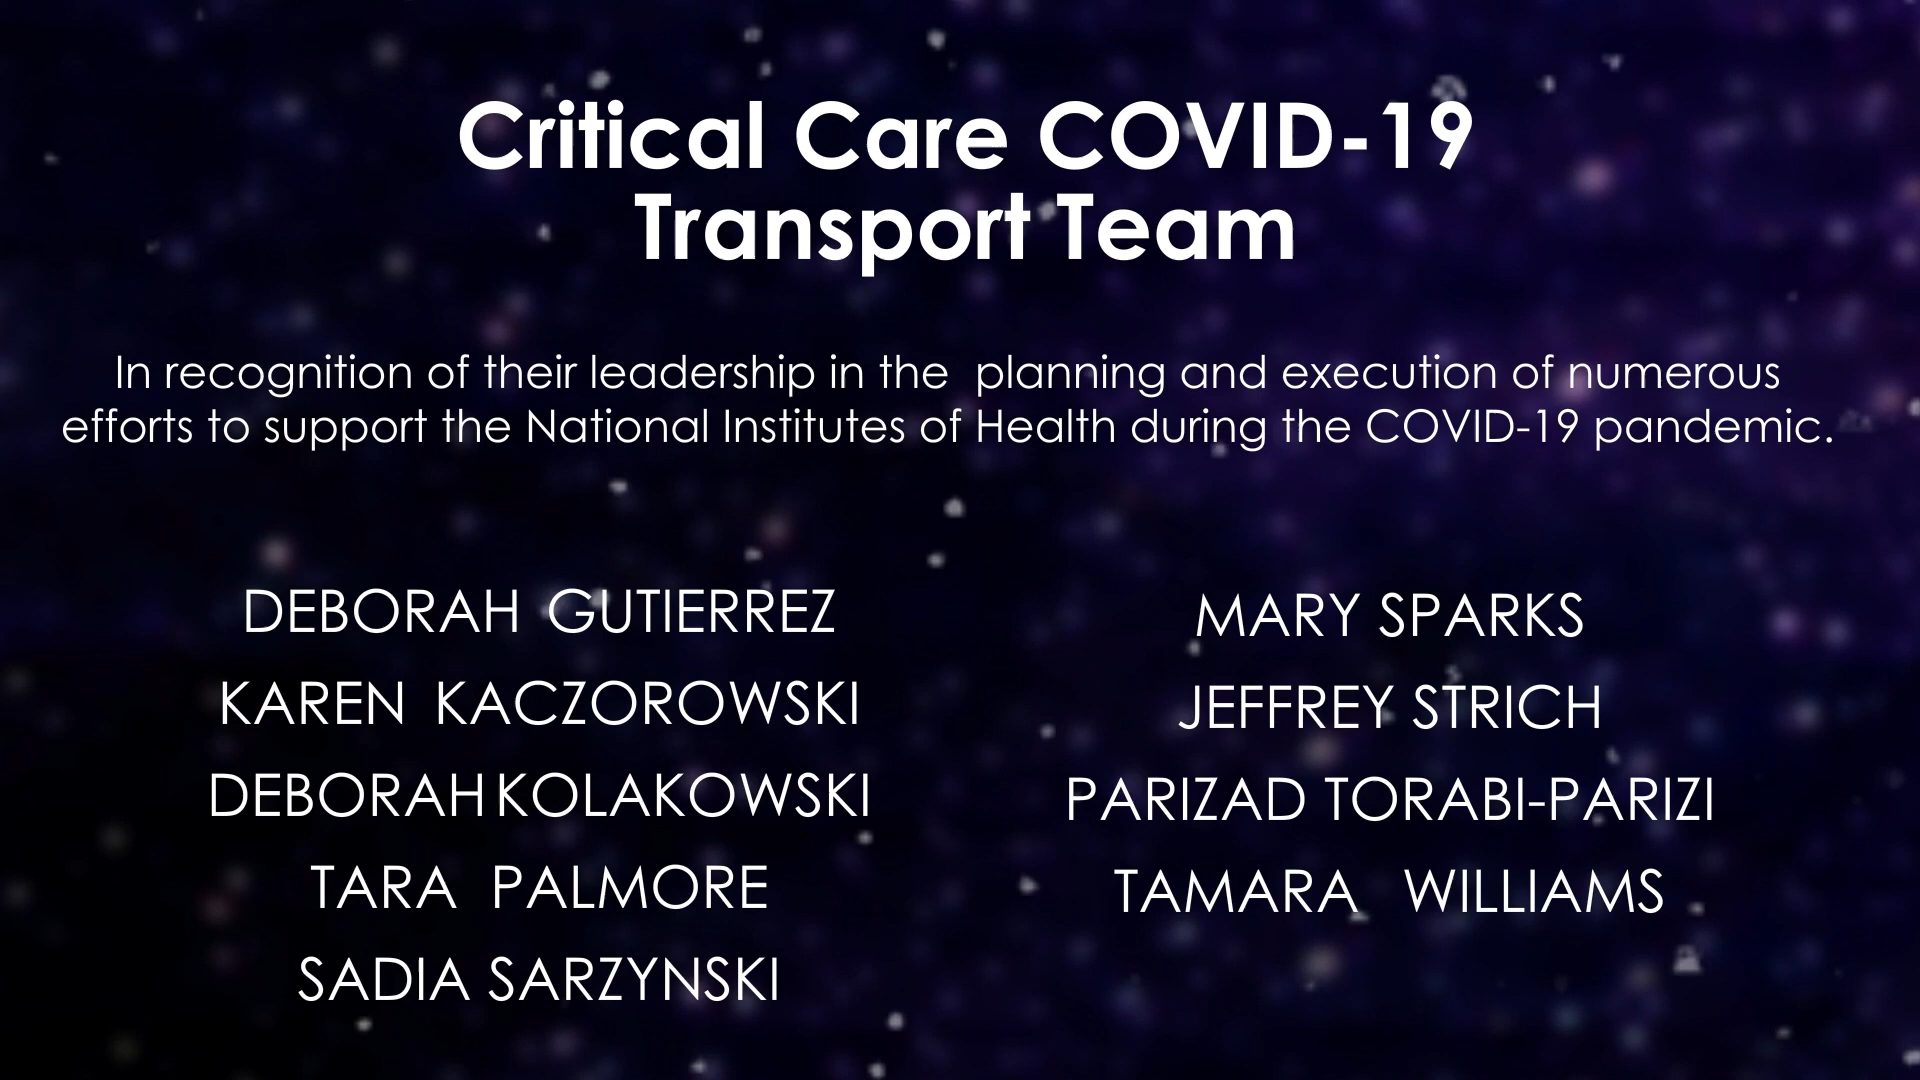 Critical Care COVID-19
Transport Team
In recognition of their leadership in the planning and execution of numerous
efforts to support the National Institutes of Health during the COVID-19 pandemic.
DEBORAH GUTIERREZ
KAREN KACZOROWSKI
DEBORAH KOLAKOWSKI
TARA PALMORE
SADIA SARZYNSKI
MARY SPARKS
JEFFREY STRICH
PARIZAD TORABI-PARIZI
TAMARA WILLIAMS